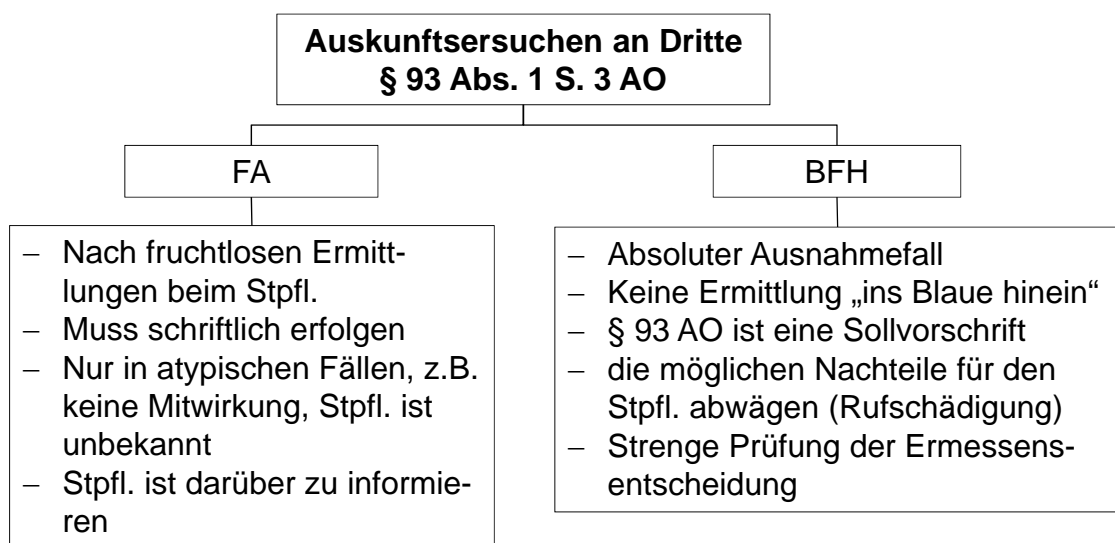 Auskunftsersuchen an Dritte
§ 93 Abs. 1 S. 3 AO
FA
– Nach fruchtlosen Ermitt-
lungen beim Stpfl.
– Muss schriftlich erfolgen
– Nur in atypischen Fällen, z.B.
keine Mitwirkung, Stpfl. ist
unbekannt
– Stpfl. ist darüber zu informie-
ren
BFH
– Absoluter Ausnahmefall
– Keine Ermittlung „ins Blaue hinein“
– § 93 AO ist eine Sollvorschrift
– die möglichen Nachteile für den
Stpfl. abwägen (Rufschädigung)
– Strenge Prüfung der Ermessens-
entscheidung